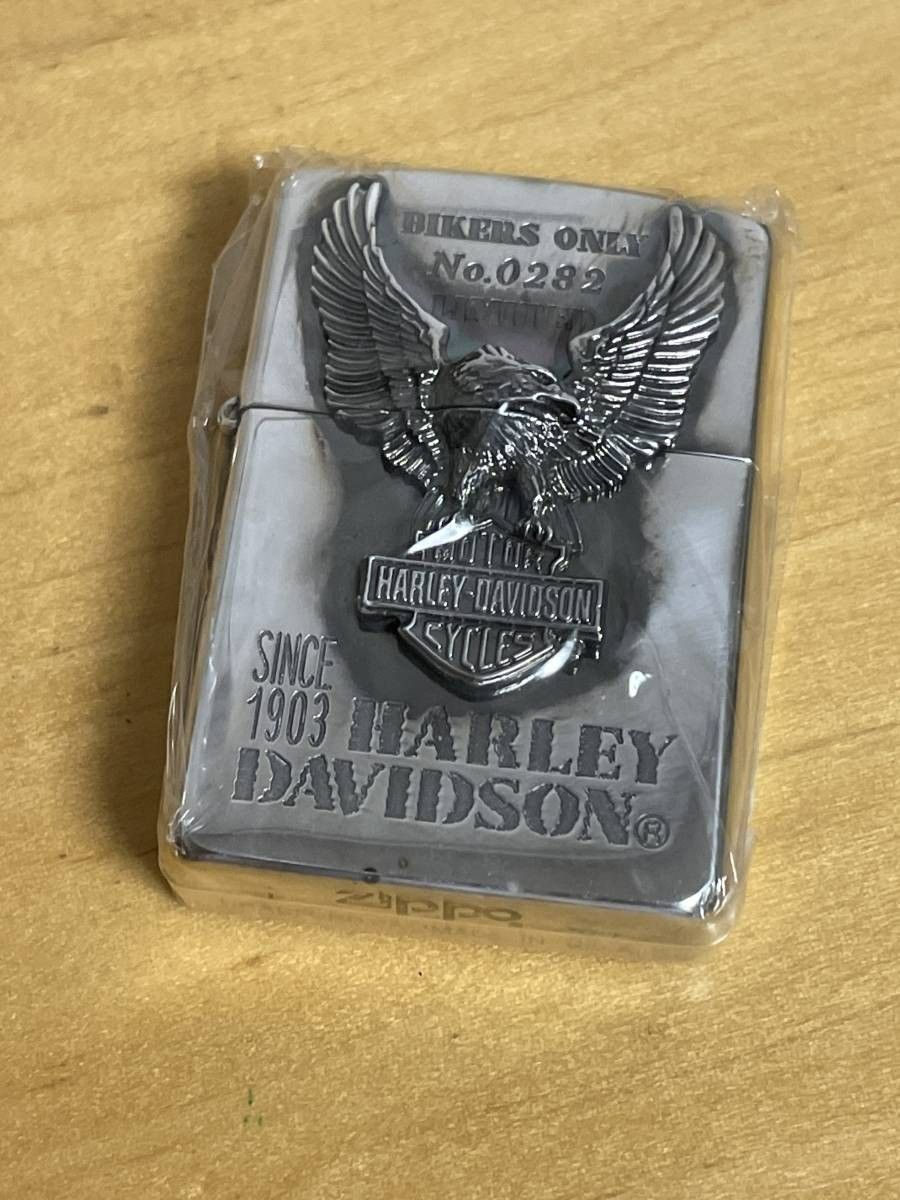 BIKERS ONLY
No.0282
LIMITED
MOTOR
HARLEY-DAVIDSON
CYCLES
SINCE
1903 HARLEY
DAVIDSON®
Zippo